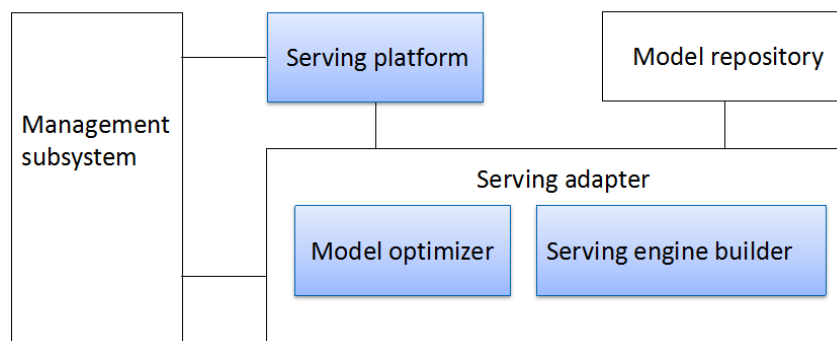 Management
subsystem
Serving platform
Model repository
Serving adapter
Model optimizer
Serving engine builder